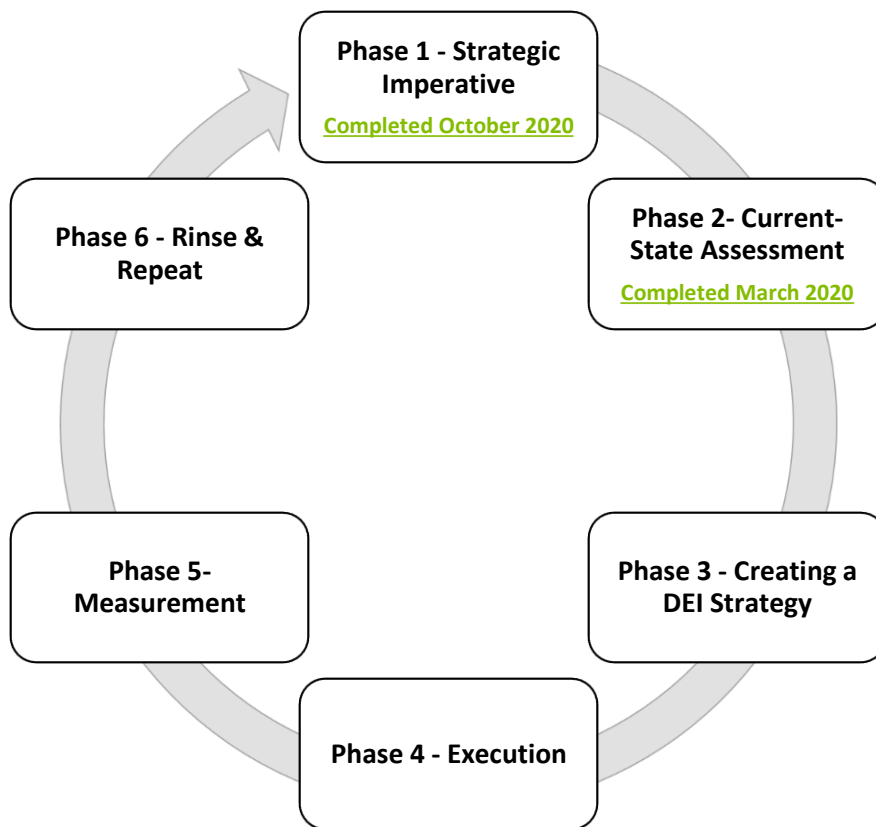 Phase 1 - Strategic
Imperative
Completed October 2020
Phase 2- Current-
State Assessment
Completed March 2020
Phase 3 - Creating a
DEI Strategy
Phase 4 - Execution
Phase 5-
Measurement
Phase 6 - Rinse &
Repeat